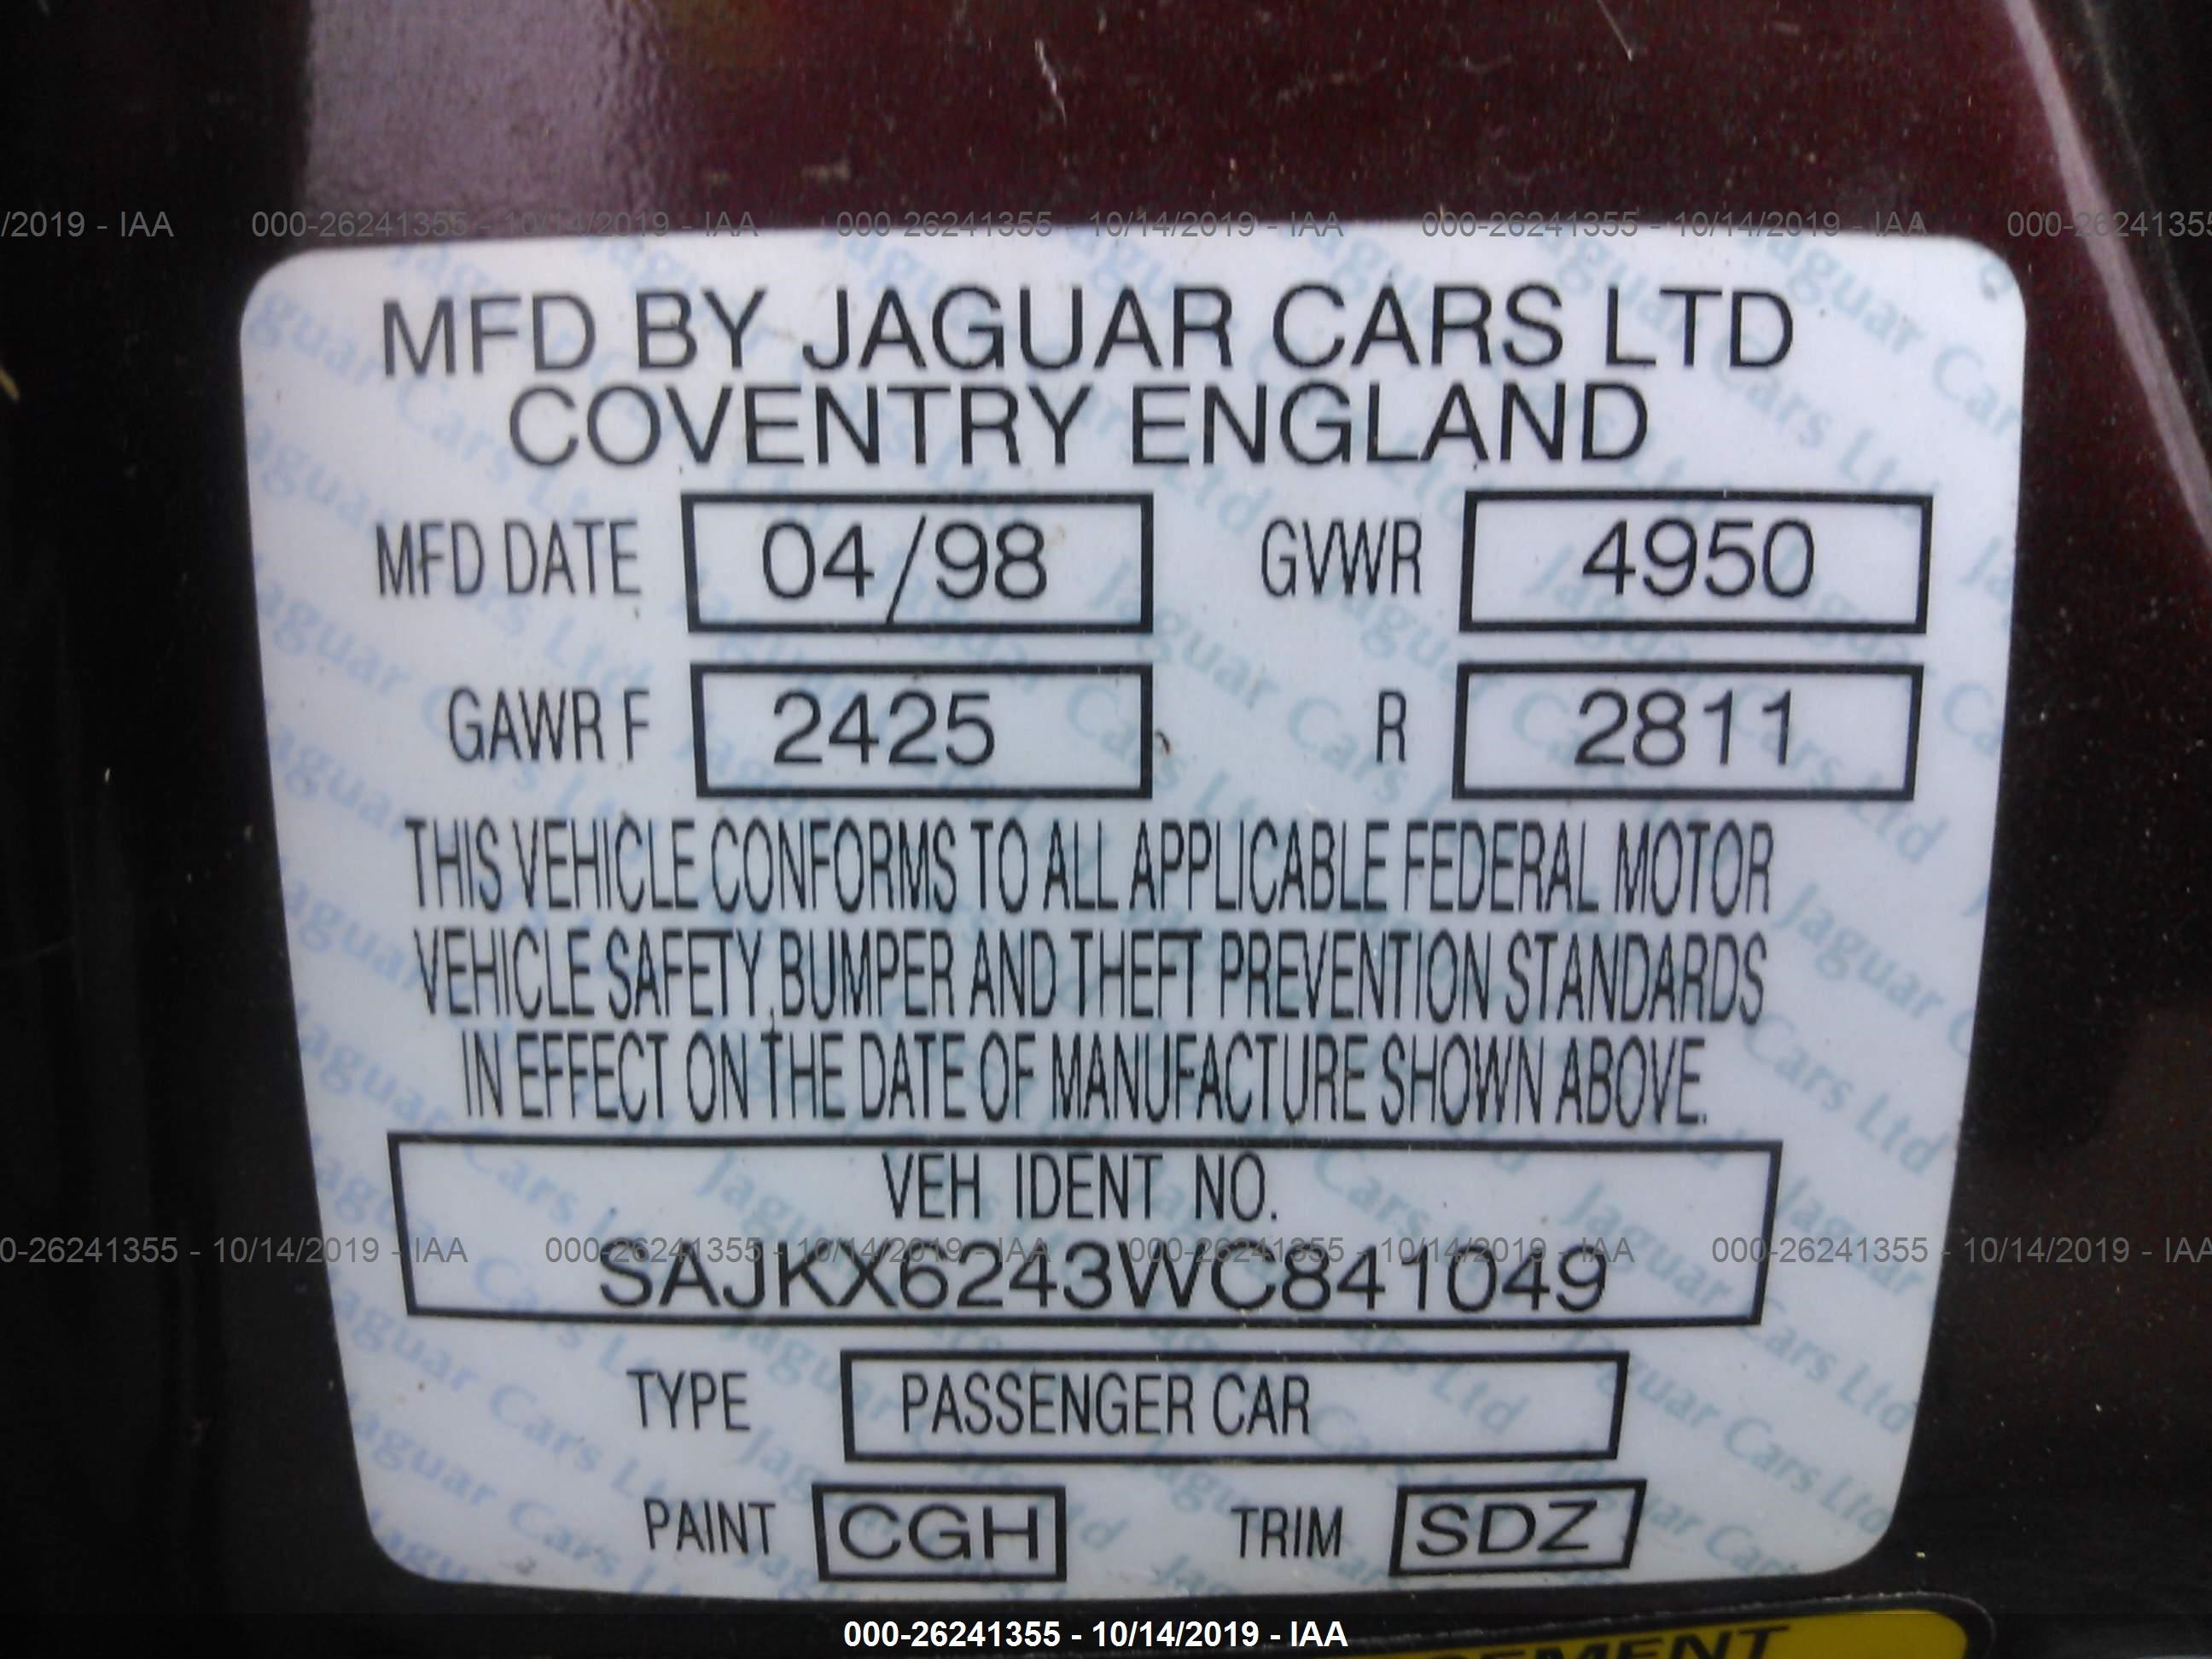 /2019 - IAA 000-26241355 - 10/14/2019 - IAA 000-26241355 - 10/14/2019 - IAA 000-26241355 - 10/14/2019 - IAA 000-26241355
MFD BY JAGUAR CARS LTD
COVENTRY ENGLAND
MFD DATE 04/98 GVWR 4950
GAWR F 2425 R 2811
THIS VEHICLE CONFORMS TO ALL APPLICABLE FEDERAL MOTOR
VEHICLE SAFETY, BUMPER AND THEFT PREVENTION STANDARDS
IN EFFECT ON THE DATE OF MANUFACTURE SHOWN ABOVE.
VEH IDENT NO.
0-26241355 - 10/14/2019 - IAA 000-26241355 - 10/14/2019 - IAA 000-26241355 - 10/14/2019 - IAA 000-26241355 - 10/14/2019 - IAA
SAJKX6243WC841049
TYPE PASSENGER CAR
PAINT CGH TRIM SDZ
000-26241355 - 10/14/2019 - IAA